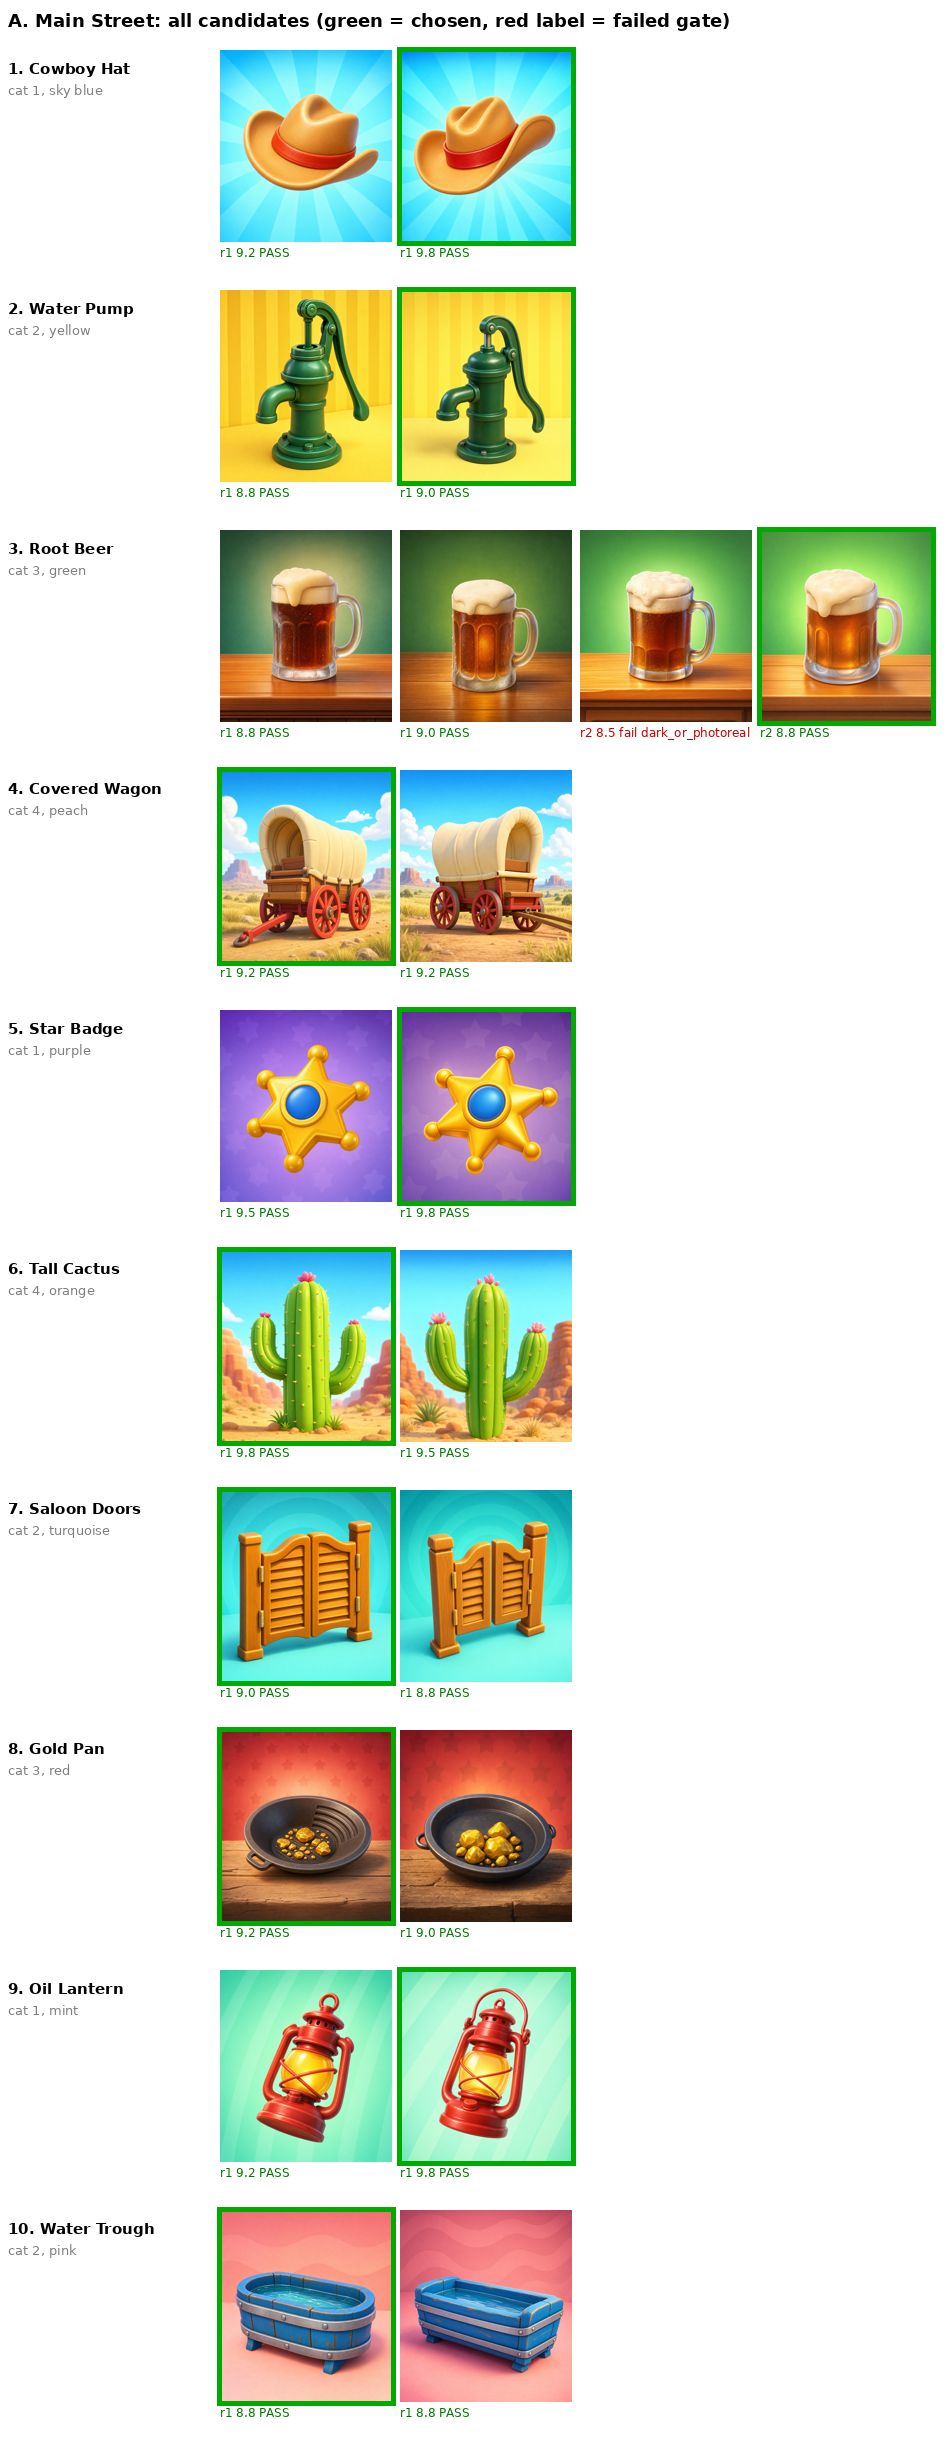 A. Main Street: all candidates (green = chosen, red label = failed gate)
1. Cowboy Hat
cat 1, sky blue
r1 9.2 PASS
r1 9.8 PASS
2. Water Pump
cat 2, yellow
r1 8.8 PASS
r1 9.0 PASS
3. Root Beer
cat 3, green
r1 8.8 PASS
r1 9.0 PASS
r2 8.5 fail dark_or_photoreal
r2 8.8 PASS
4. Covered Wagon
cat 4, peach
r1 9.2 PASS
r1 9.2 PASS
5. Star Badge
cat 1, purple
r1 9.5 PASS
r1 9.8 PASS
6. Tall Cactus
cat 4, orange
r1 9.8 PASS
r1 9.5 PASS
7. Saloon Doors
cat 2, turquoise
r1 9.0 PASS
r1 8.8 PASS
8. Gold Pan
cat 3, red
r1 9.2 PASS
r1 9.0 PASS
9. Oil Lantern
cat 1, mint
r1 9.2 PASS
r1 9.8 PASS
10. Water Trough
cat 2, pink
r1 8.8 PASS
r1 8.8 PASS